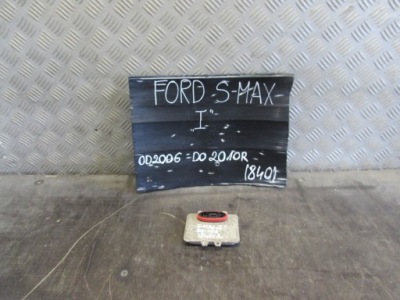 FORD S-MAX
"I"
OD2006-DO2010R
(840)